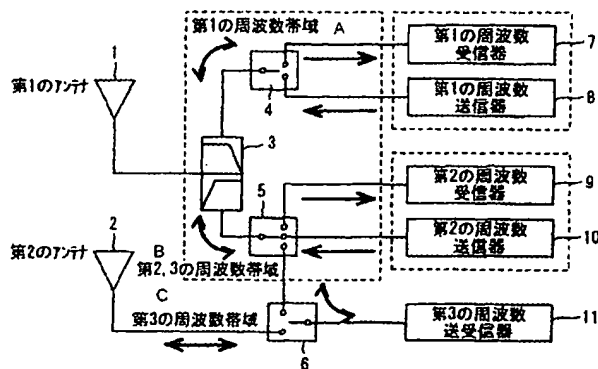 第1の周波数帯域 A
1
第1のアンテナ
4
第1の周波数
受信器
7
第1の周波数
送信器
8
3
5
第2の周波数
受信器
9
第2の周波数
送信器
10
2
第2のアンテナ
B
第2,3の周波数帯域
C
第3の周波数帯域
6
第3の周波数
送受信器
11